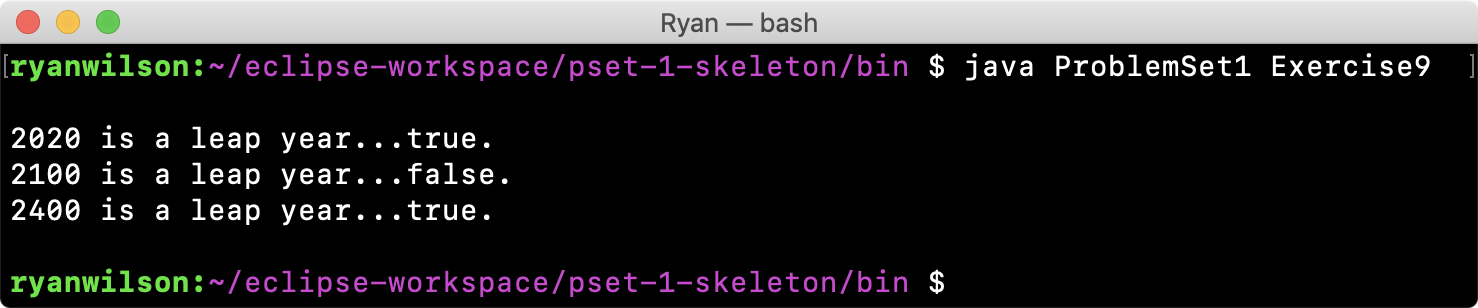 Ryan — bash
[ryanwilson:~/eclipse-workspace/pset-1-skeleton/bin $ java ProblemSet1 Exercise9 ]
2020 is a leap year...true.
2100 is a leap year...false.
2400 is a leap year...true.
ryanwilson:~/eclipse-workspace/pset-1-skeleton/bin $